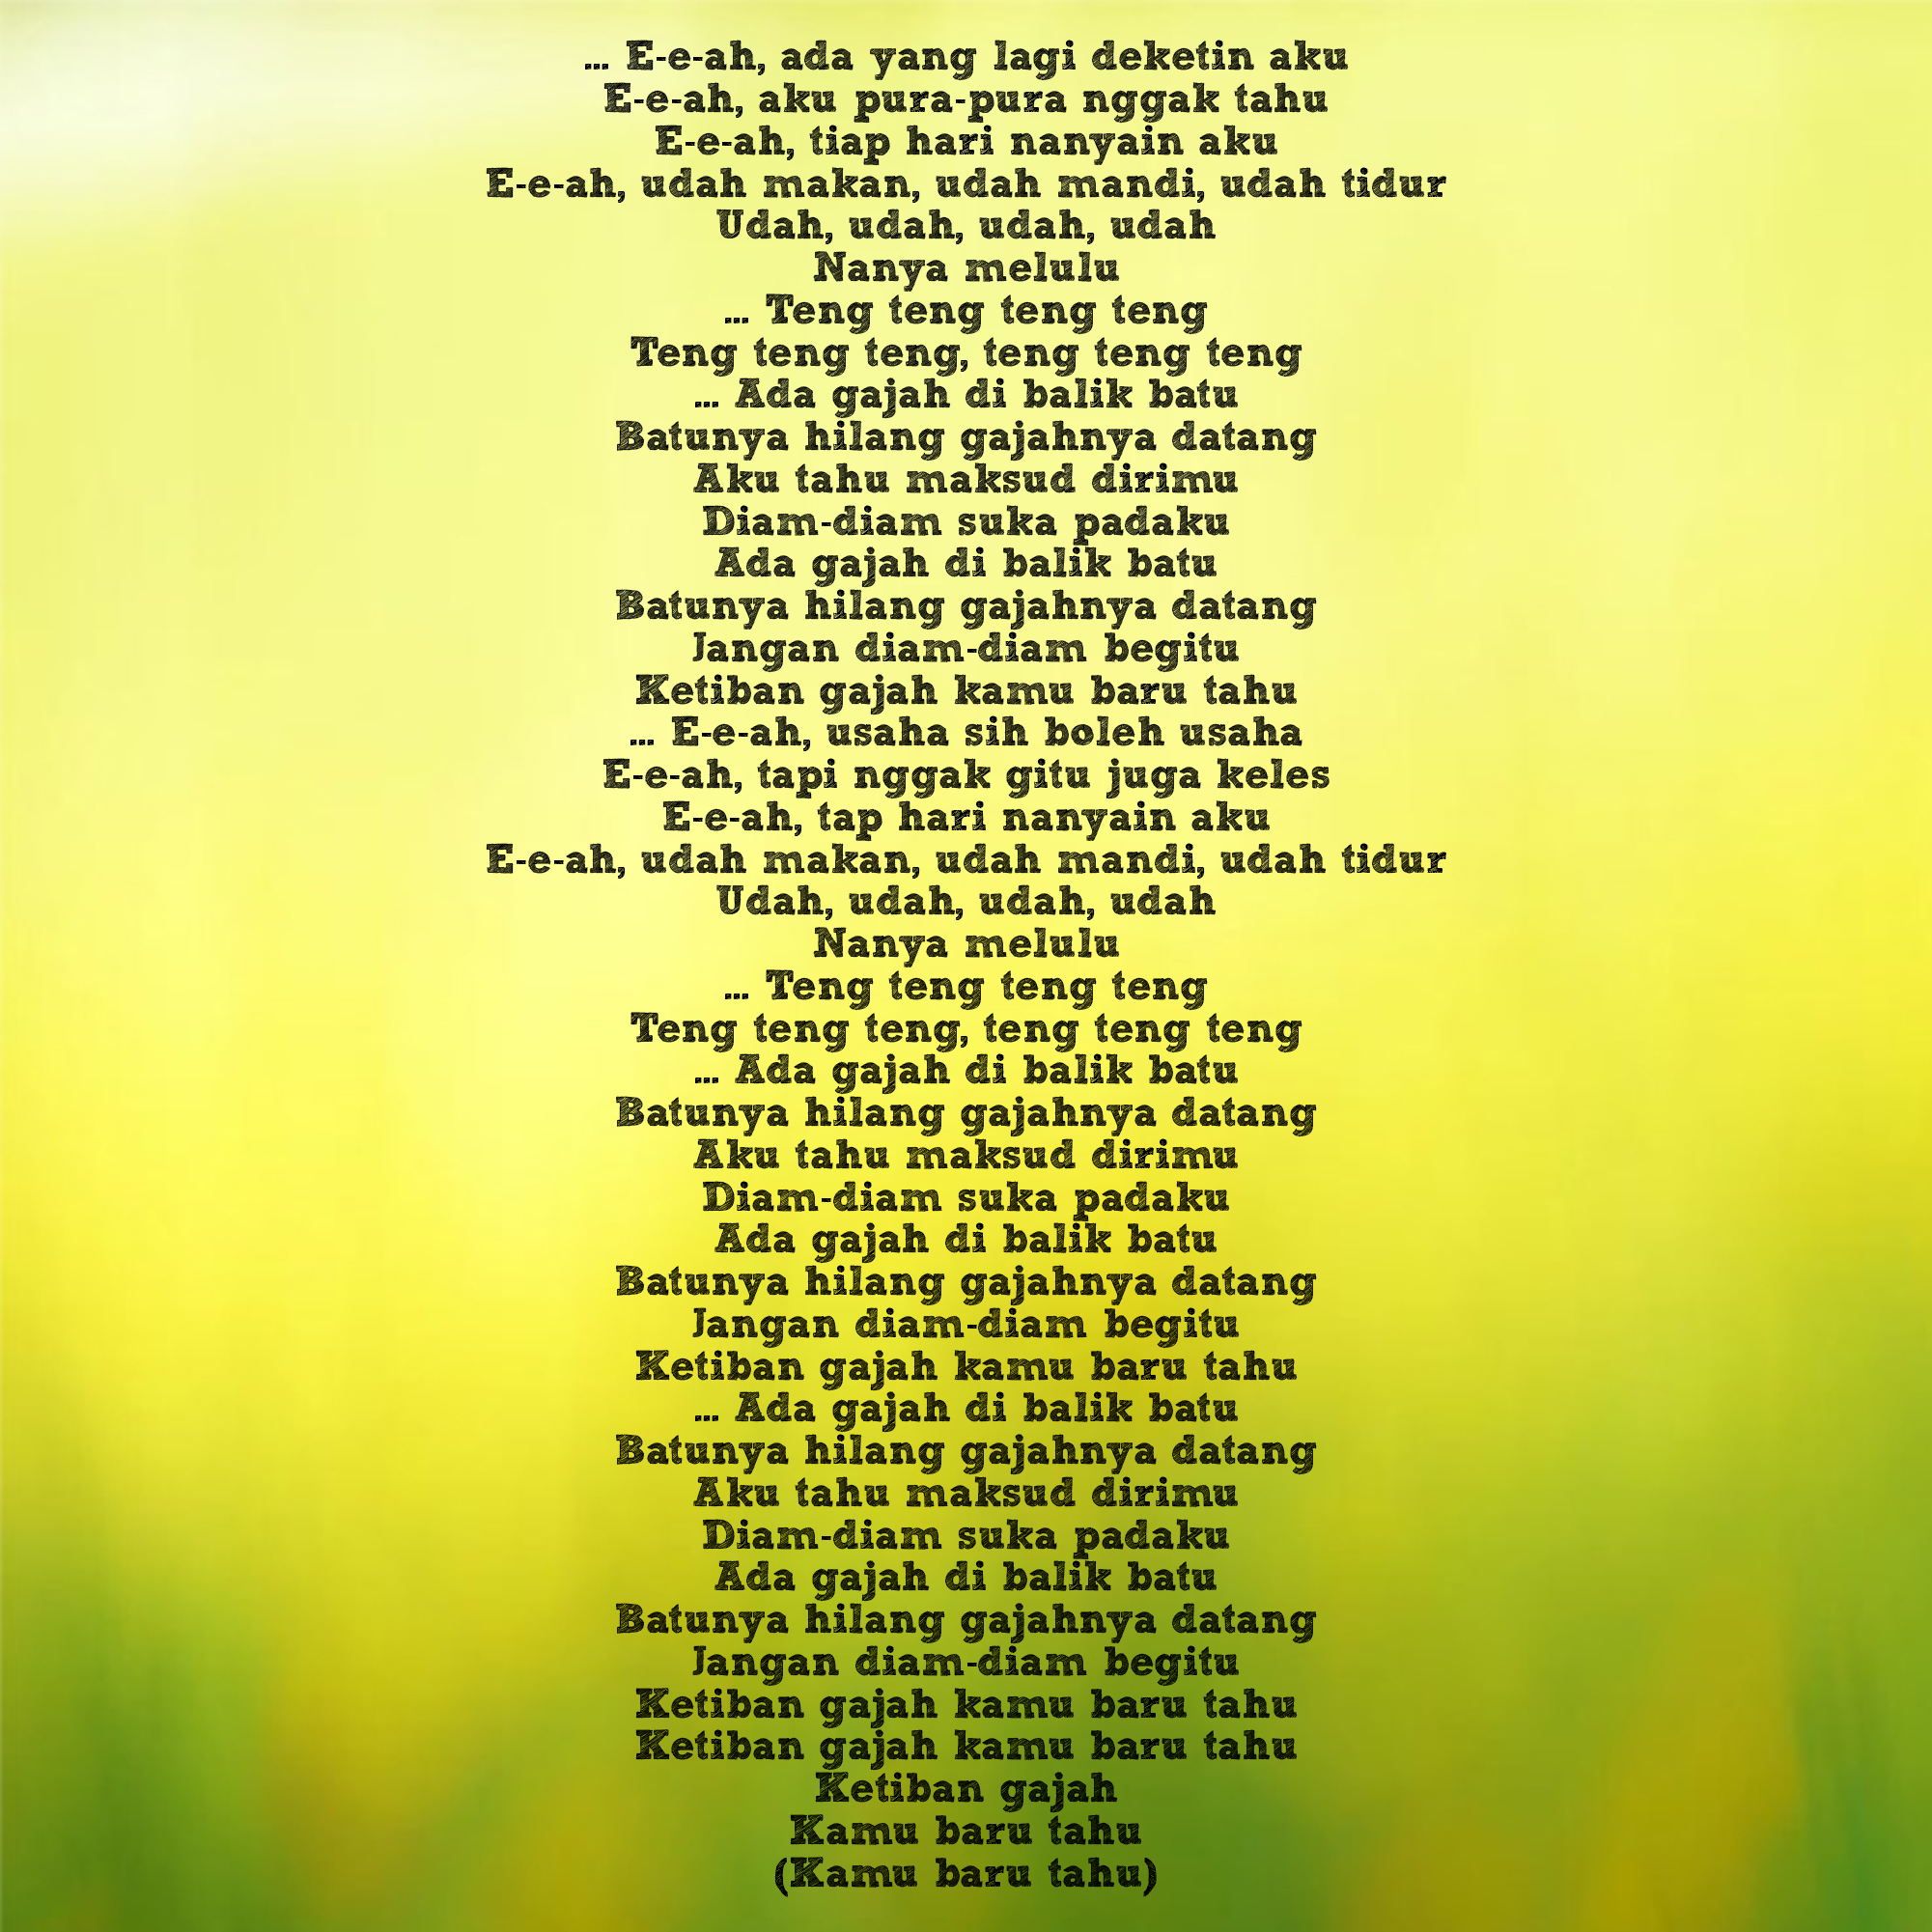 ... E-e-ah, ada yang lagi deketin aku
E-e-ah, aku pura-pura nggak tahu
E-e-ah, tiap hari nanyain aku
E-e-ah, udah makan, udah mandi, udah tidur
Udah, udah, udah, udah
Nanya melulu
... Teng teng teng teng
Teng teng teng, teng teng teng
... Ada gajah di balik batu
Batunya hilang gajahnya datang
Aku tahu maksud dirimu
Diam-diam suka padaku
Ada gajah di balik batu
Batunya hilang gajahnya datang
Jangan diam-diam begitu
Ketiban gajah kamu baru tahu
... E-e-ah, usaha sih boleh usaha
E-e-ah, tapi nggak gitu juga keles
E-e-ah, tap hari nanyain aku
E-e-ah, udah makan, udah mandi, udah tidur
Udah, udah, udah, udah
Nanya melulu
... Teng teng teng teng
Teng teng teng, teng teng teng
... Ada gajah di balik batu
Batunya hilang gajahnya datang
Aku tahu maksud dirimu
Diam-diam suka padaku
Ada gajah di balik batu
Batunya hilang gajahnya datang
Jangan diam-diam begitu
Ketiban gajah kamu baru tahu
... Ada gajah di balik batu
Batunya hilang gajahnya datang
Aku tahu maksud dirimu
Diam-diam suka padaku
Ada gajah di balik batu
Batunya hilang gajahnya datang
Jangan diam-diam begitu
Ketiban gajah kamu baru tahu
Ketiban gajah kamu baru tahu
Ketiban gajah
Kamu baru tahu
(Kamu baru tahu)